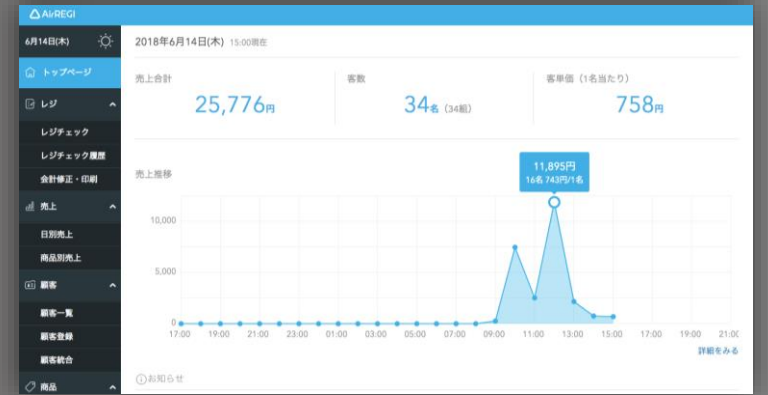 AirREGI
6月14日(木)
トップページ
レジ
レジチェック
レジチェック履歴
会計修正・印刷
売上
日別売上
商品別売上
顧客
顧客一覧
顧客登録
顧客統合
商品
2018年6月14日(木) 15:00現在
売上合計
25,776円
客数
34名 (34組)
客単価 (1名当たり)
758円
売上推移
11,895円
16名 743円/1名
10,000
5,000
0
17:00 19:00 21:00 23:00 01:00 03:00 05:00 07:00 09:00 11:00 13:00 15:00 17:00 19:00 21:00
詳細をみる
お知らせ